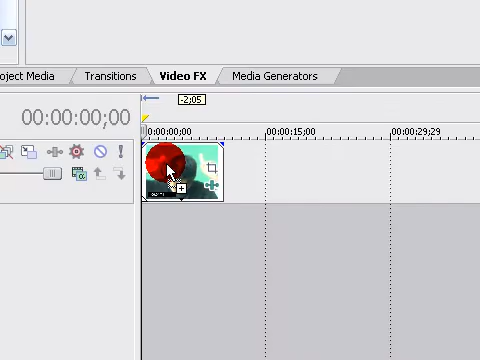 oject Media
Transitions
Video FX
Media Generators
-2;05
00:00:00;00
00:00:00;00
00:00:15;00
00:00:29;29